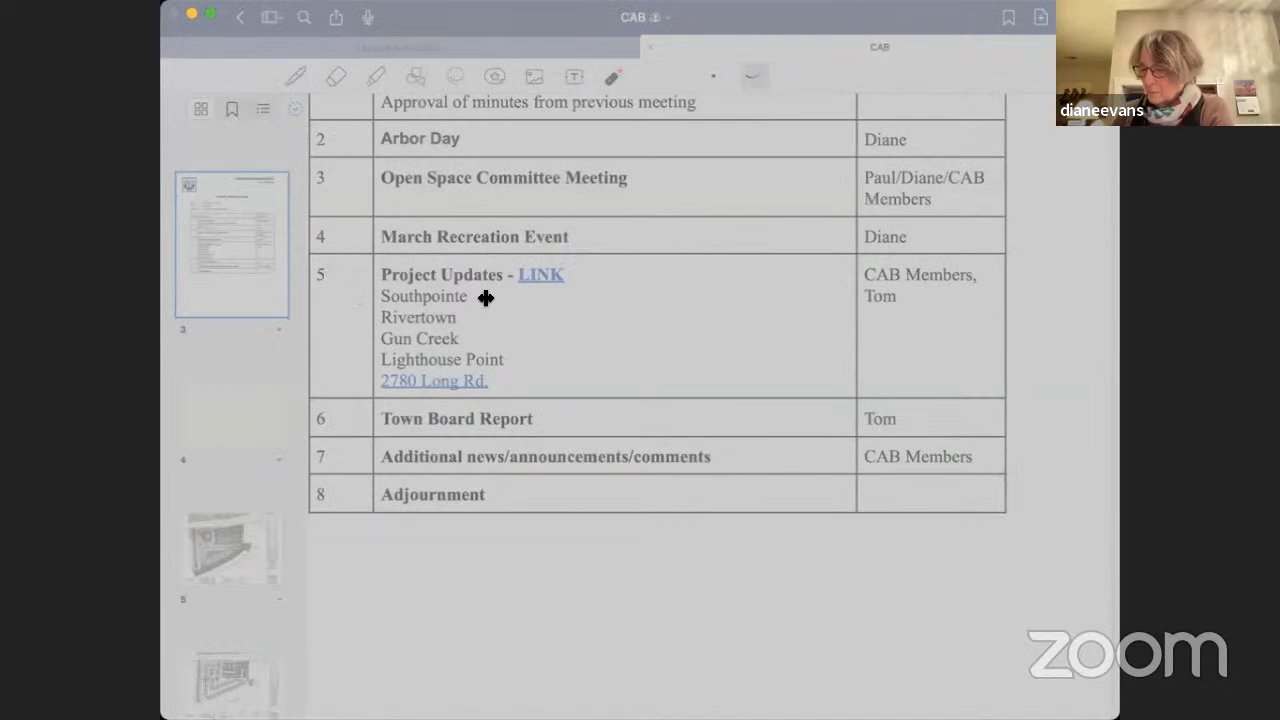 CAB
CAB
dianeevans
Approval of minutes from previous meeting
2
Arbor Day
Diane
3
Open Space Committee Meeting
Paul/Diane/CAB
Members
4
March Recreation Event
Diane
5
Project Updates - LINK
CAB Members,
Southpointe
Tom
Rivertown
Gun Creek
Lighthouse Point
2780 Long Rd.
6
Town Board Report
Tom
7
Additional news/announcements/comments
CAB Members
8
Adjournment
3
4
5
zoom